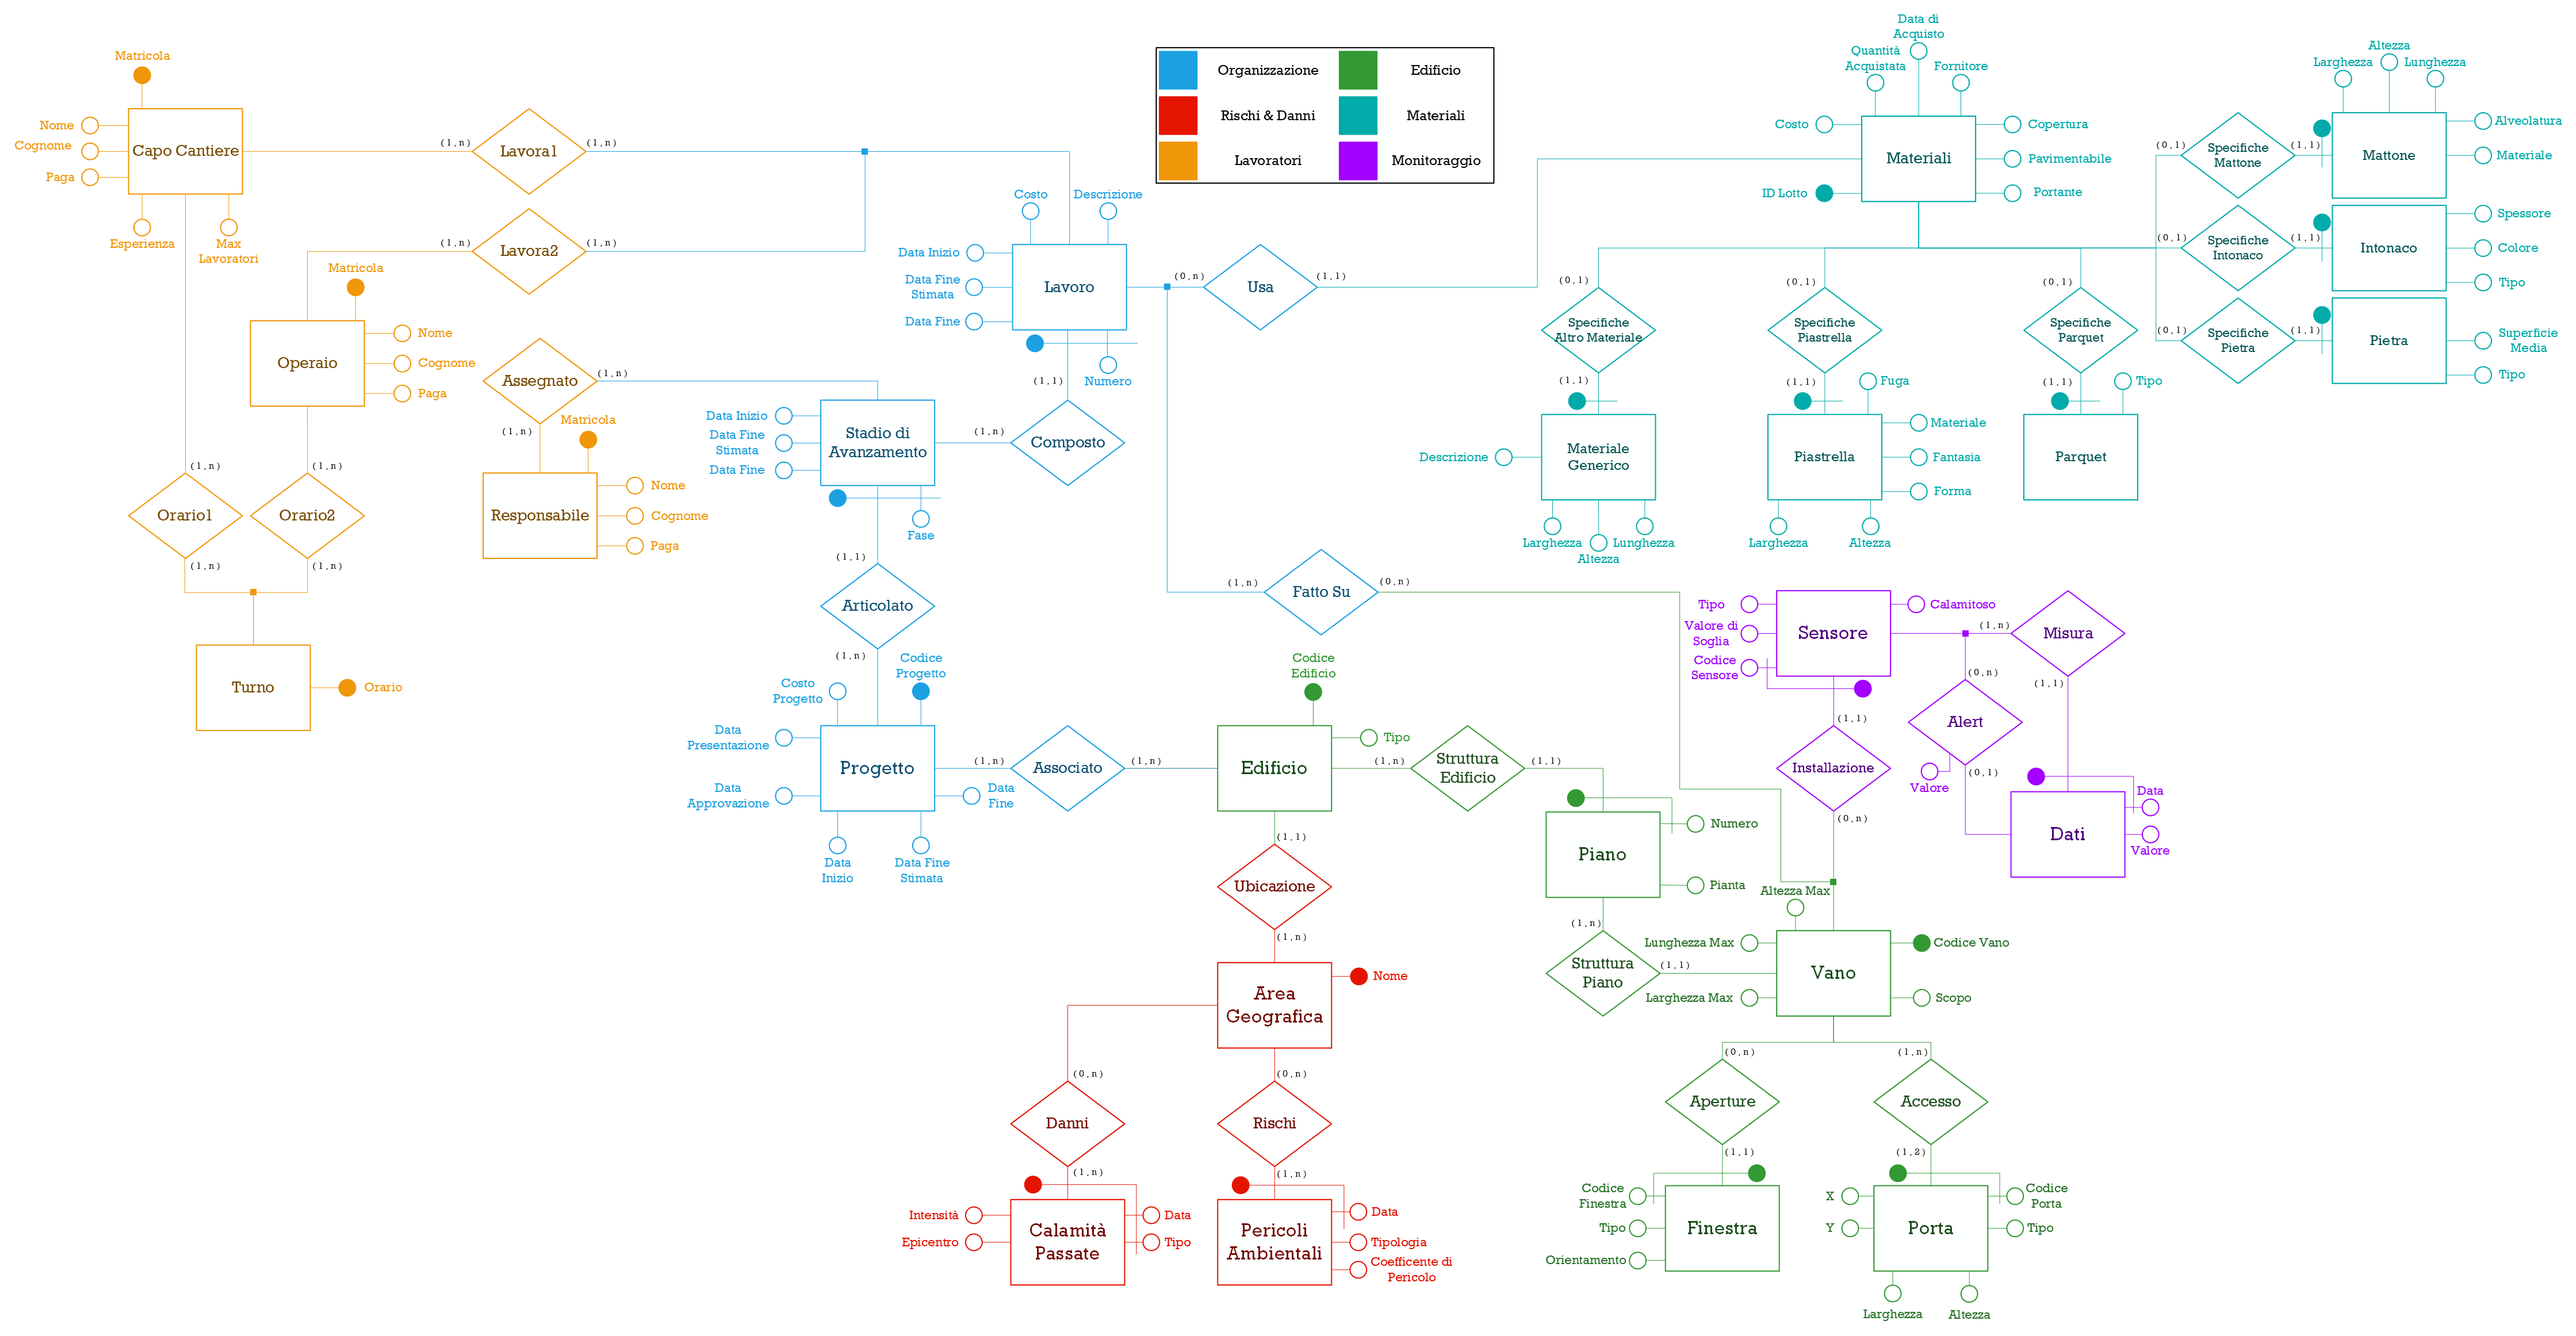 Organizzazione
Edificio
Rischi & Danni
Materiali
Lavoratori
Monitoraggio
Matricola
Nome
Cognome
Paga
Capo Cantiere
Esperienza
Max
Lavoratori
(1,n)
Lavora1
(1,n)
(1,n)
Lavora2
(1,n)
Matricola
Operaio
Nome
Cognome
Paga
(1,n)
(1,n)
Orario1
Orario2
(1,n)
(1,n)
Turno
Orario
Assegnato
(1,n)
(1,n)
Matricola
Responsabile
Nome
Cognome
Paga
Costo
Descrizione
Data Inizio
Data Fine
Stimata
Data Fine
Lavoro
Numero
(0,n)
Usa
(1,1)
(1,1)
Composto
(1,n)
Data Inizio
Data Fine
Stimata
Data Fine
Stadio di
Avanzamento
Fase
(1,1)
Articolato
(1,n)
Costo
Progetto
Codice
Progetto
Data
Presentazione
Data
Approvazione
Progetto
Data
Fine
Data
Inizio
Data Fine
Stimata
(1,n)
Associato
(1,n)
(1,n)
Fatto Su
(0,n)
Data di
Acquisto
Quantità
Acquistata
Fornitore
Costo
Materiali
Copertura
Pavimentabile
Portante
ID Lotto
(0,1)
Specifiche
Mattone
(1,1)
Larghezza
Altezza
Lunghezza
Mattone
Alveolatura
Materiale
(0,1)
Specifiche
Intonaco
(1,1)
Intonaco
Spessore
Colore
Tipo
(0,1)
Specifiche
Pietra
(1,1)
Pietra
Superficie
Media
Tipo
(0,1)
Specifiche
Altro Materiale
(1,1)
Descrizione
Materiale
Generico
Larghezza
Altezza
Lunghezza
(0,1)
Specifiche
Piastrella
(1,1)
Fuga
Piastrella
Materiale
Fantasia
Forma
Larghezza
Altezza
(0,1)
Specifiche
Parquet
(1,1)
Tipo
Parquet
Tipo
Valore di
Soglia
Codice
Sensore
Sensore
Calamitoso
(1,n)
Misura
(1,1)
(0,n)
Alert
Valore
(0,1)
Dati
Data
Valore
(1,1)
Installazione
(0,n)
Codice
Edificio
Edificio
Tipo
(1,n)
Struttura
Edificio
(1,1)
Piano
Numero
Pianta
(1,n)
Struttura
Piano
(1,1)
Altezza Max
Lunghezza Max
Larghezza Max
Vano
Codice Vano
Scopo
(1,1)
Ubicazione
(1,n)
Area
Geografica
Nome
(0,n)
Danni
(1,n)
Intensità
Epicentro
Calamità
Passate
Data
Tipo
(0,n)
Rischi
(1,n)
Pericoli
Ambientali
Data
Tipologia
Coefficente di
Pericolo
(0,n)
Aperture
(1,1)
Codice
Finestra
Tipo
Orientamento
Finestra
(1,n)
Accesso
(1,2)
X
Y
Porta
Codice
Porta
Tipo
Larghezza
Altezza